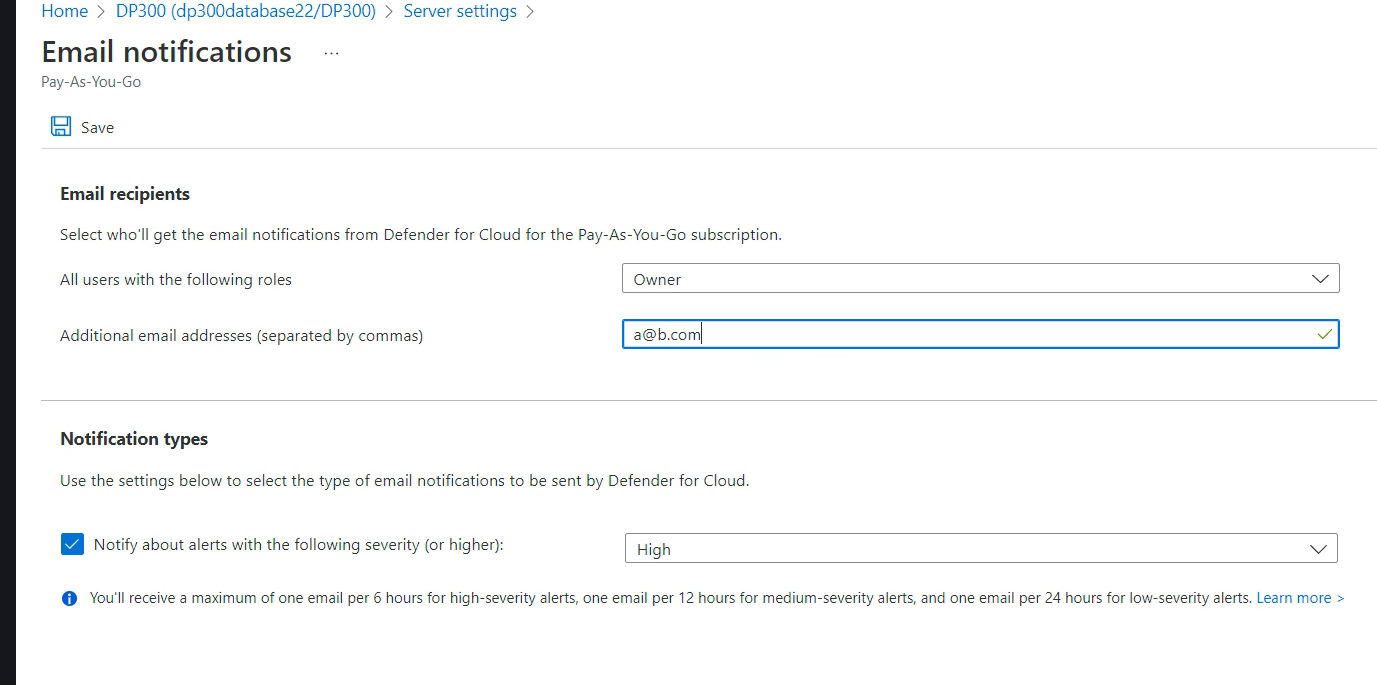 Home > DP300 (dp300database22/DP300) > Server settings >
Email notifications ...
Pay-As-You-Go
Save
Email recipients
Select who'll get the email notifications from Defender for Cloud for the Pay-As-You-Go subscription.
All users with the following roles Owner
Additional email addresses (separated by commas) a@b.com
Notification types
Use the settings below to select the type of email notifications to be sent by Defender for Cloud.
Notify about alerts with the following severity (or higher): High
You'll receive a maximum of one email per 6 hours for high-severity alerts, one email per 12 hours for medium-severity alerts, and one email per 24 hours for low-severity alerts. Learn more >